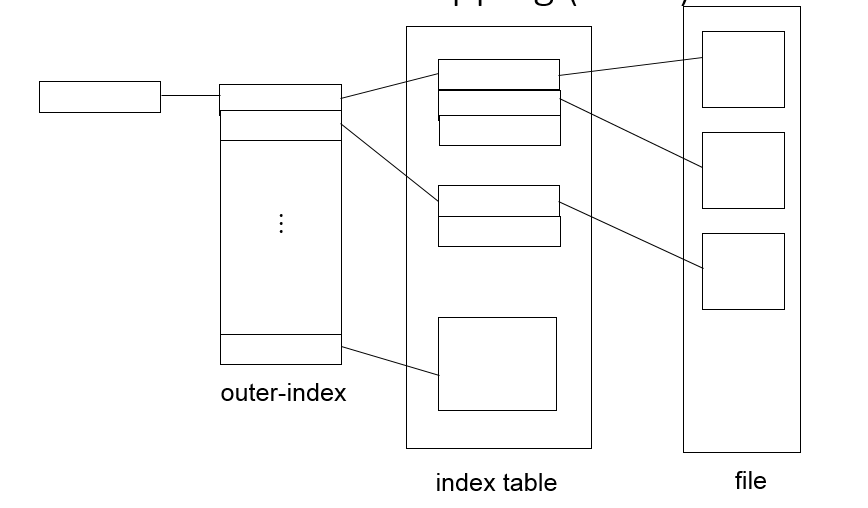 ⋮
outer-index
index table
file